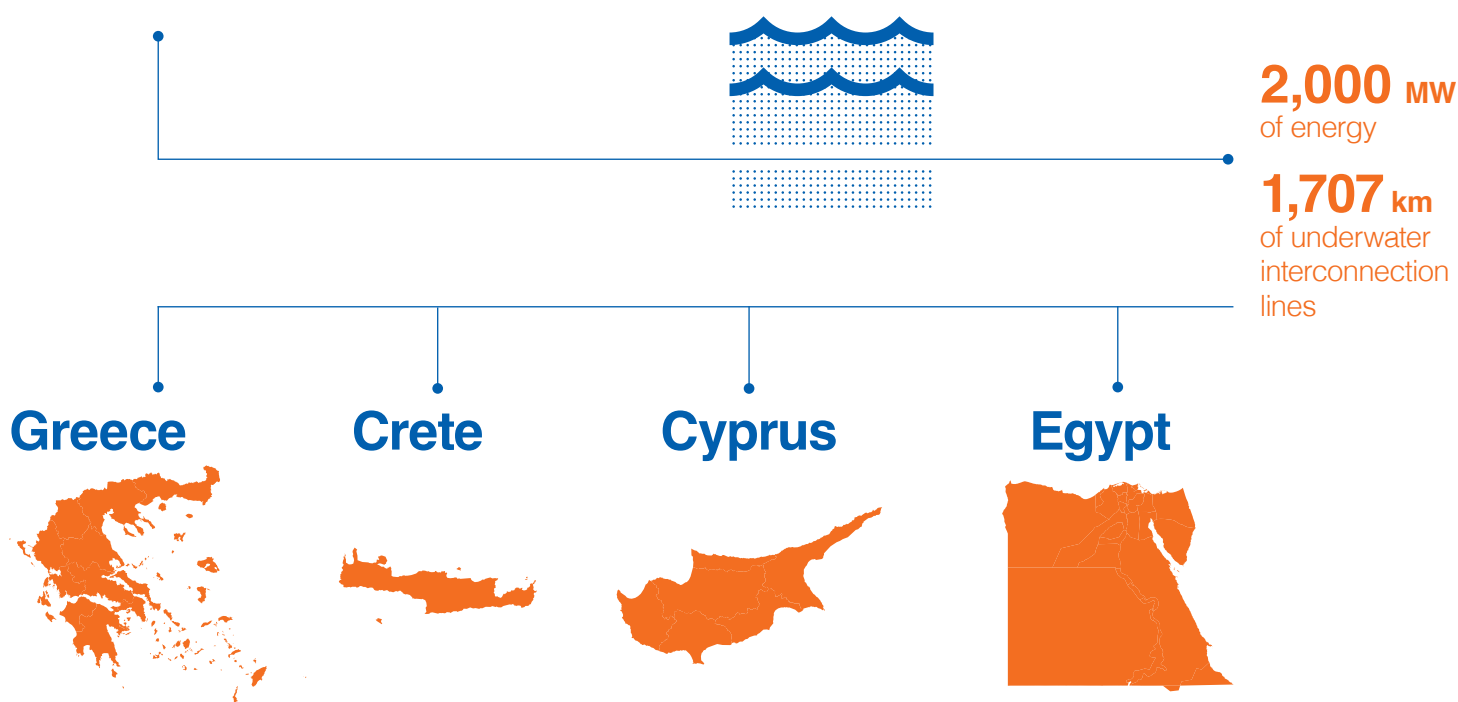 2,000 MW
of energy
1,707 km
of underwater
interconnection
lines
Greece
Crete
Cyprus
Egypt